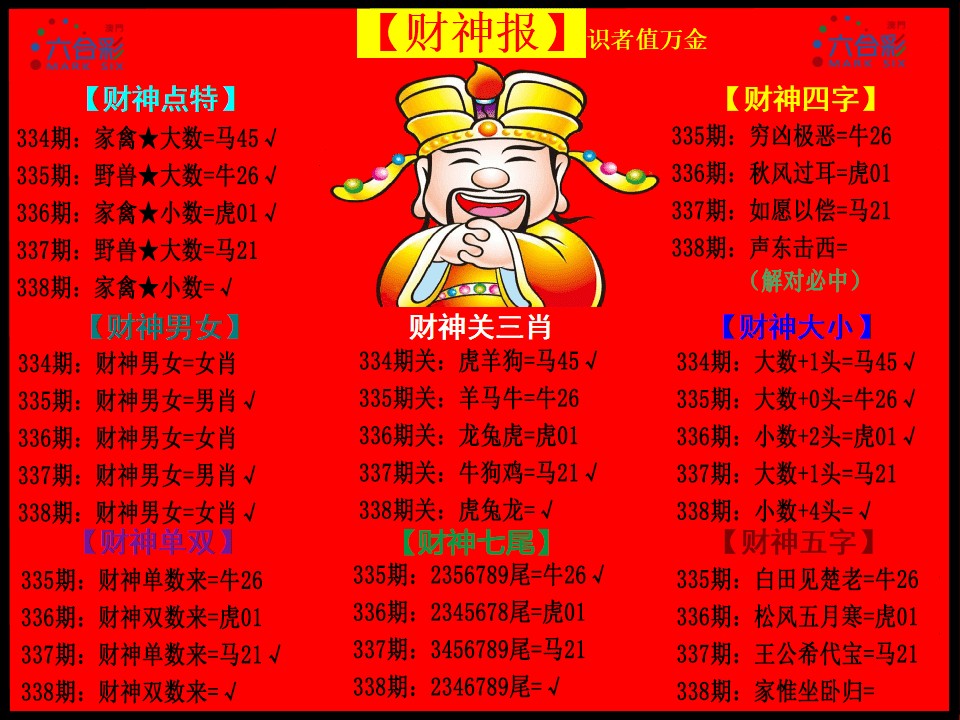 【财神报】识者值万金
澳門
六合彩
MARK SIX
澳門
六合彩
MARK SIX
【财神点特】
334期：家禽★大数=马45√
335期：野兽★大数=牛26√
336期：家禽★小数=虎01√
337期：野兽★大数=马21
338期：家禽★小数=√
【财神四字】
335期：穷凶极恶=牛26
336期：秋风过耳=虎01
337期：如愿以偿=马21
338期：声东击西=
（解对必中）
【财神男女】
334期：财神男女=女肖
335期：财神男女=男肖√
336期：财神男女=女肖
337期：财神男女=男肖√
338期：财神男女=女肖√
财神关三肖
334期关：虎羊狗=马45√
335期关：羊马牛=牛26
336期关：龙兔虎=虎01
337期关：牛狗鸡=马21√
338期关：虎兔龙=√
【财神大小】
334期：大数+1头=马45√
335期：大数+0头=牛26√
336期：小数+2头=虎01√
337期：大数+1头=马21
338期：小数+4头=√
【财神单双】
335期：财神单数来=牛26
336期：财神双数来=虎01
337期：财神单数来=马21√
338期：财神双数来=√
【财神七尾】
335期：2356789尾=牛26√
336期：2345678尾=虎01
337期：3456789尾=马21
338期：2346789尾=√
【财神五字】
335期：白田见楚老=牛26
336期：松风五月寒=虎01
337期：王公希代宝=马21
338期：家惟坐卧归=